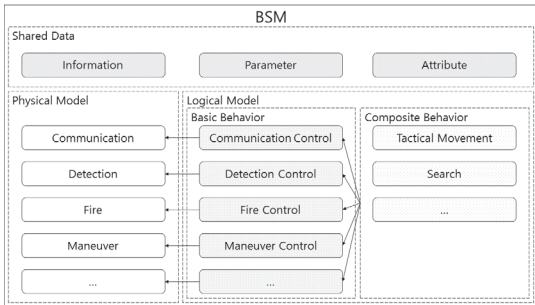 BSM
Shared Data
Information
Parameter
Attribute
Physical Model
Communication
Detection
Fire
Maneuver
...
Logical Model
Basic Behavior
Communication Control
Detection Control
Fire Control
Maneuver Control
...
Composite Behavior
Tactical Movement
Search
...